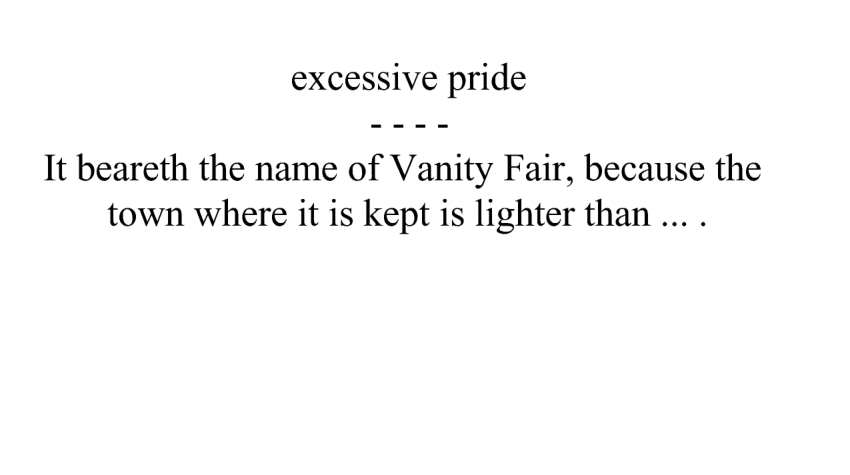 excessive pride
- - - -
It beareth the name of Vanity Fair, because the
town where it is kept is lighter than ... .